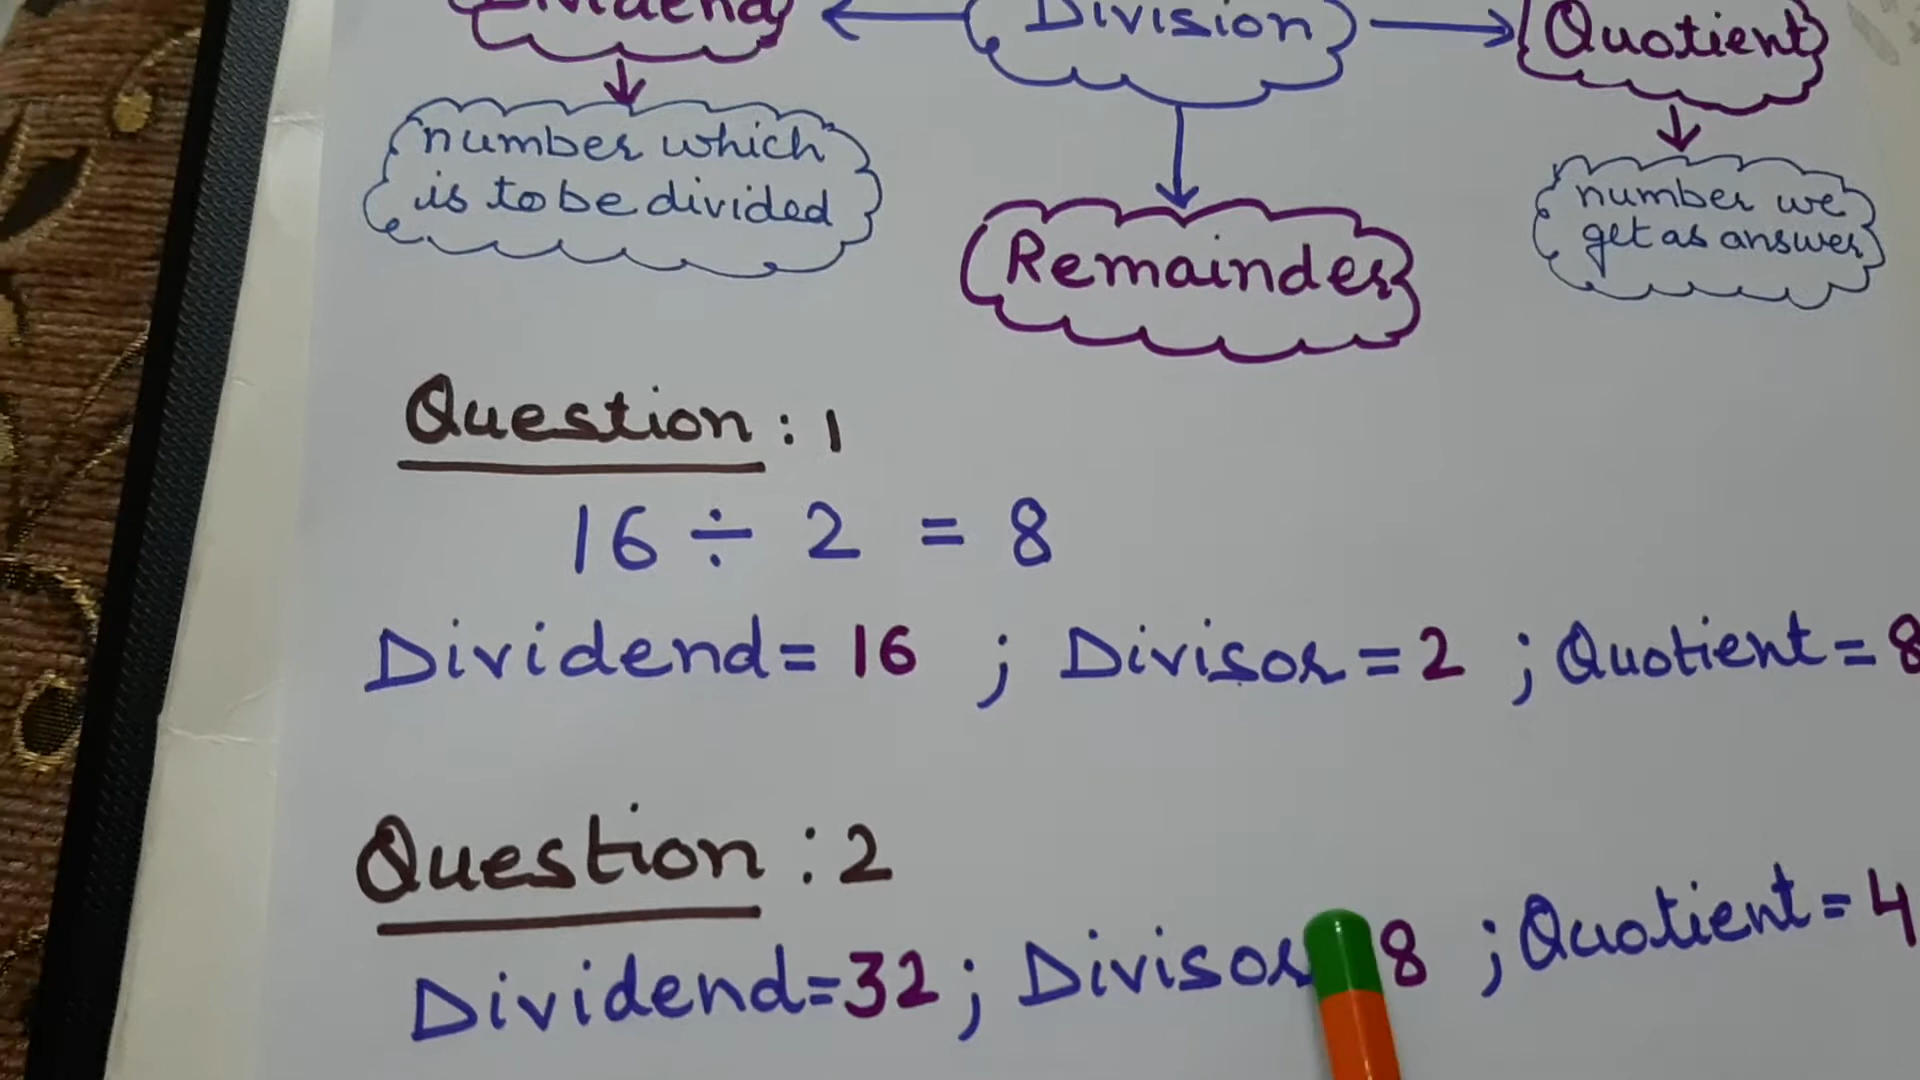 Dividend Division Quotient
number which
is to be divided
number we
get as answer
Remainder
Question : 1
16 ÷ 2 = 8
Dividend = 16 ; Divisor = 2 ; Quotient = 8
Question : 2
Dividend = 32 ; Divisor 8 ; Quotient = 4